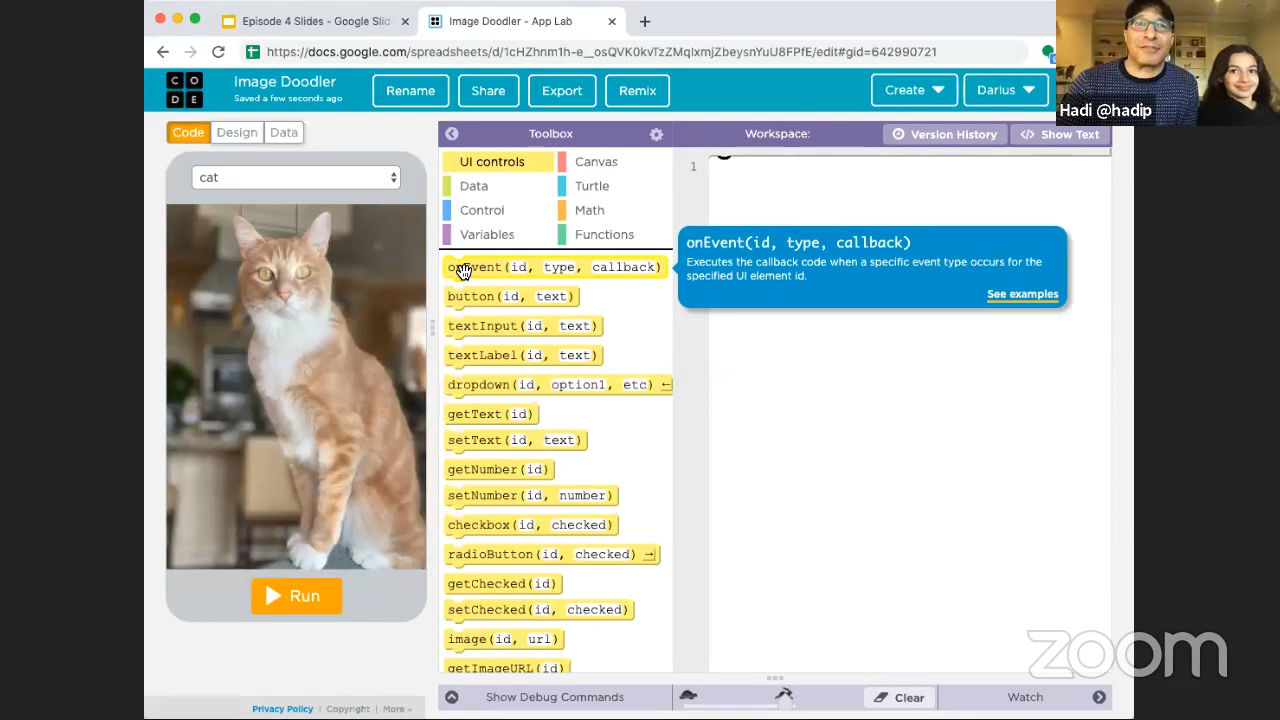 Episode 4 Slides - Google Slid
Image Doodler - App Lab
https://docs.google.com/spreadsheets/d/1cHZhnm1h-e__osQVK0kvTzZMqIxmjZbeysnYuU8FPfE/edit#gid=642990721
CODE
Image Doodler
Saved a few seconds ago
Rename
Share
Export
Remix
Create
Darius
Hadi @hadip
Code
Design
Data
Toolbox
Workspace:
Version History
</> Show Text
cat
UI controls
Canvas
Data
Turtle
Control
Math
Variables
Functions
1
onEvent(id, type, callback)
button(id, text)
textInput(id, text)
textLabel(id, text)
dropdown(id, option1, etc) ←
getText(id)
setText(id, text)
getNumber(id)
setNumber(id, number)
checkbox(id, checked)
radioButton(id, checked) →
getChecked(id)
setChecked(id, checked)
image(id, url)
getImageURL(id)
onEvent(id, type, callback)
Executes the callback code when a specific event type occurs for the
specified UI element id.
See examples
Run
zoom
Show Debug Commands
Clear
Watch
Privacy Policy | Copyright | More